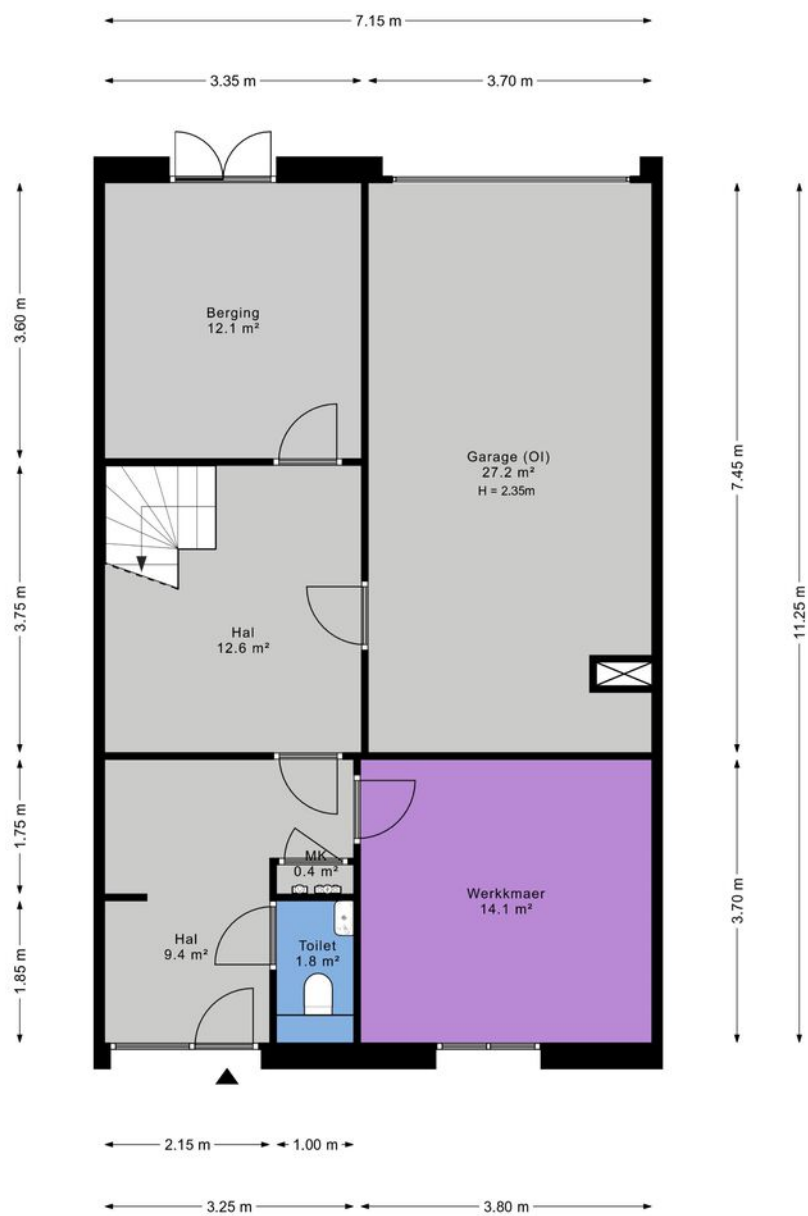 7.15 m
3.35 m
3.70 m
3.60 m
Berging
12.1 m²
Garage (OI)
27.2 m²
H = 2.35m
7.45 m
11.25 m
3.75 m
Hal
12.6 m²
1.75 m
MK
0.4 m²
Werkkmaer
14.1 m²
3.70 m
1.85 m
Hal
9.4 m²
Toilet
1.8 m²
2.15 m
1.00 m
3.25 m
3.80 m